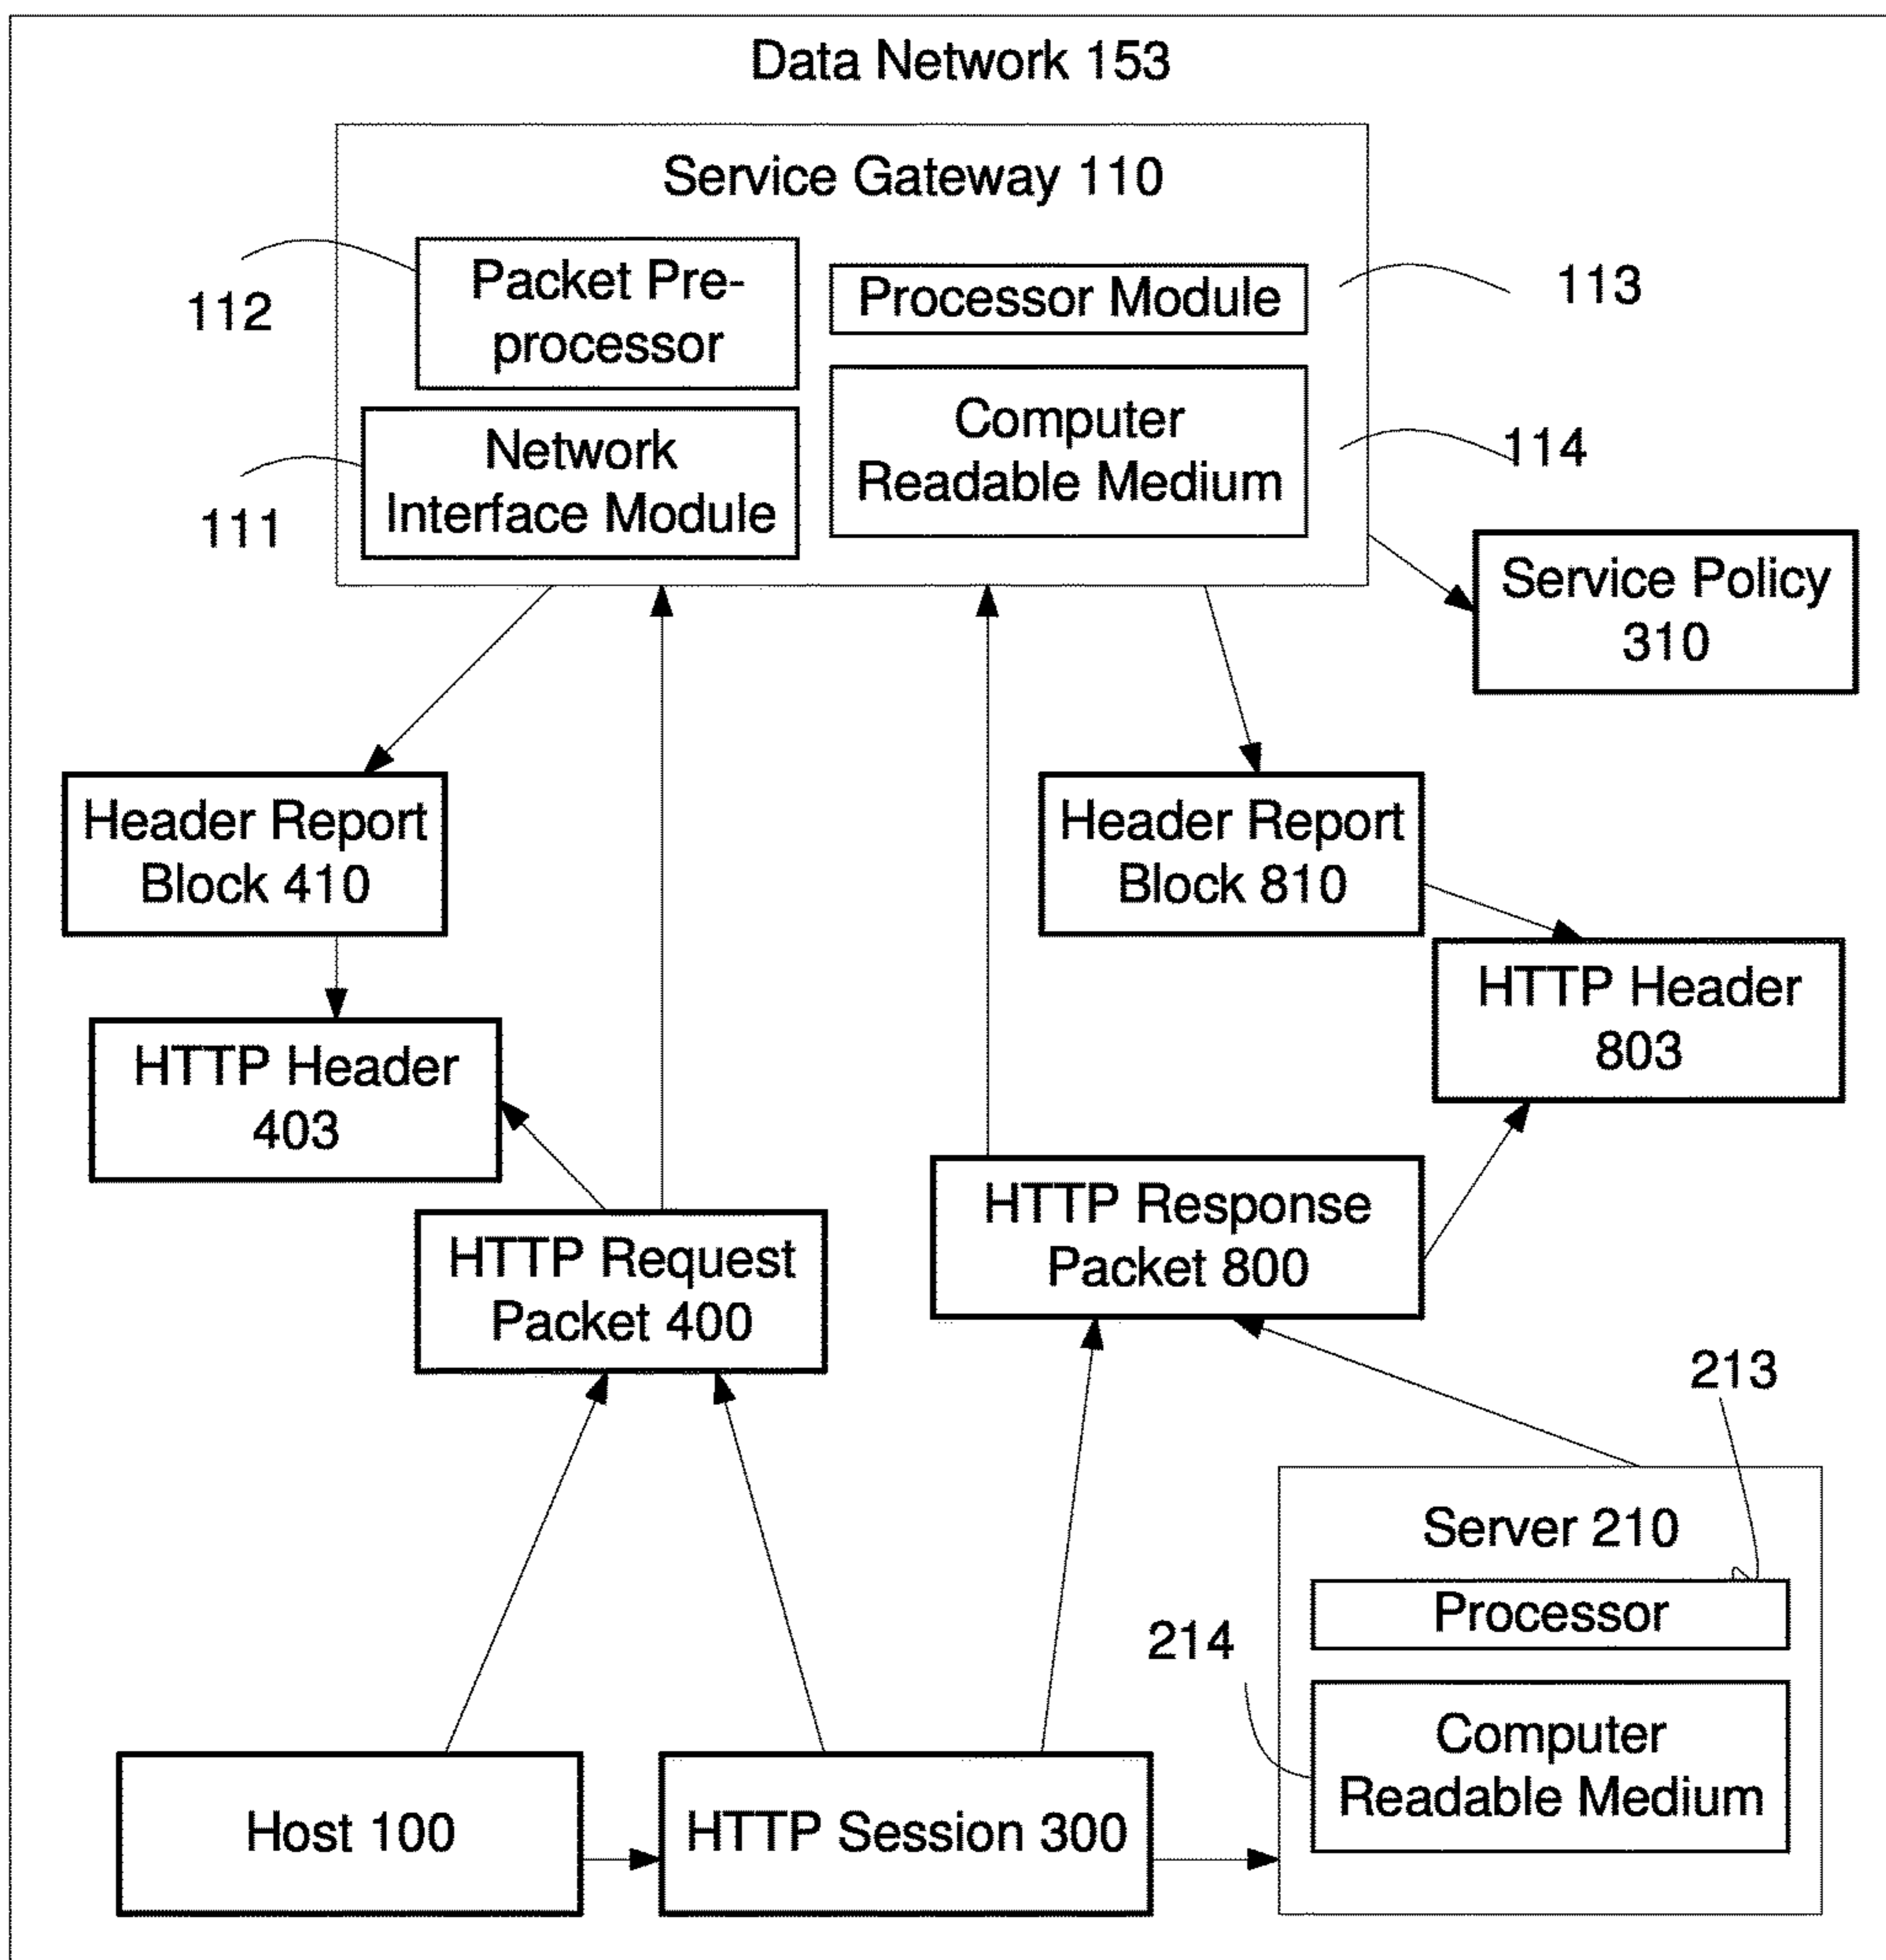 Data Network 153
Service Gateway 110
112
Packet Pre-
processor
Processor Module
113
111
Network
Interface Module
Computer
Readable Medium
114
Service Policy
310
Header Report
Block 410
Header Report
Block 810
HTTP Header
403
HTTP Header
803
HTTP Request
Packet 400
HTTP Response
Packet 800
213
Server 210
Processor
214
Computer
Readable Medium
Host 100
HTTP Session 300